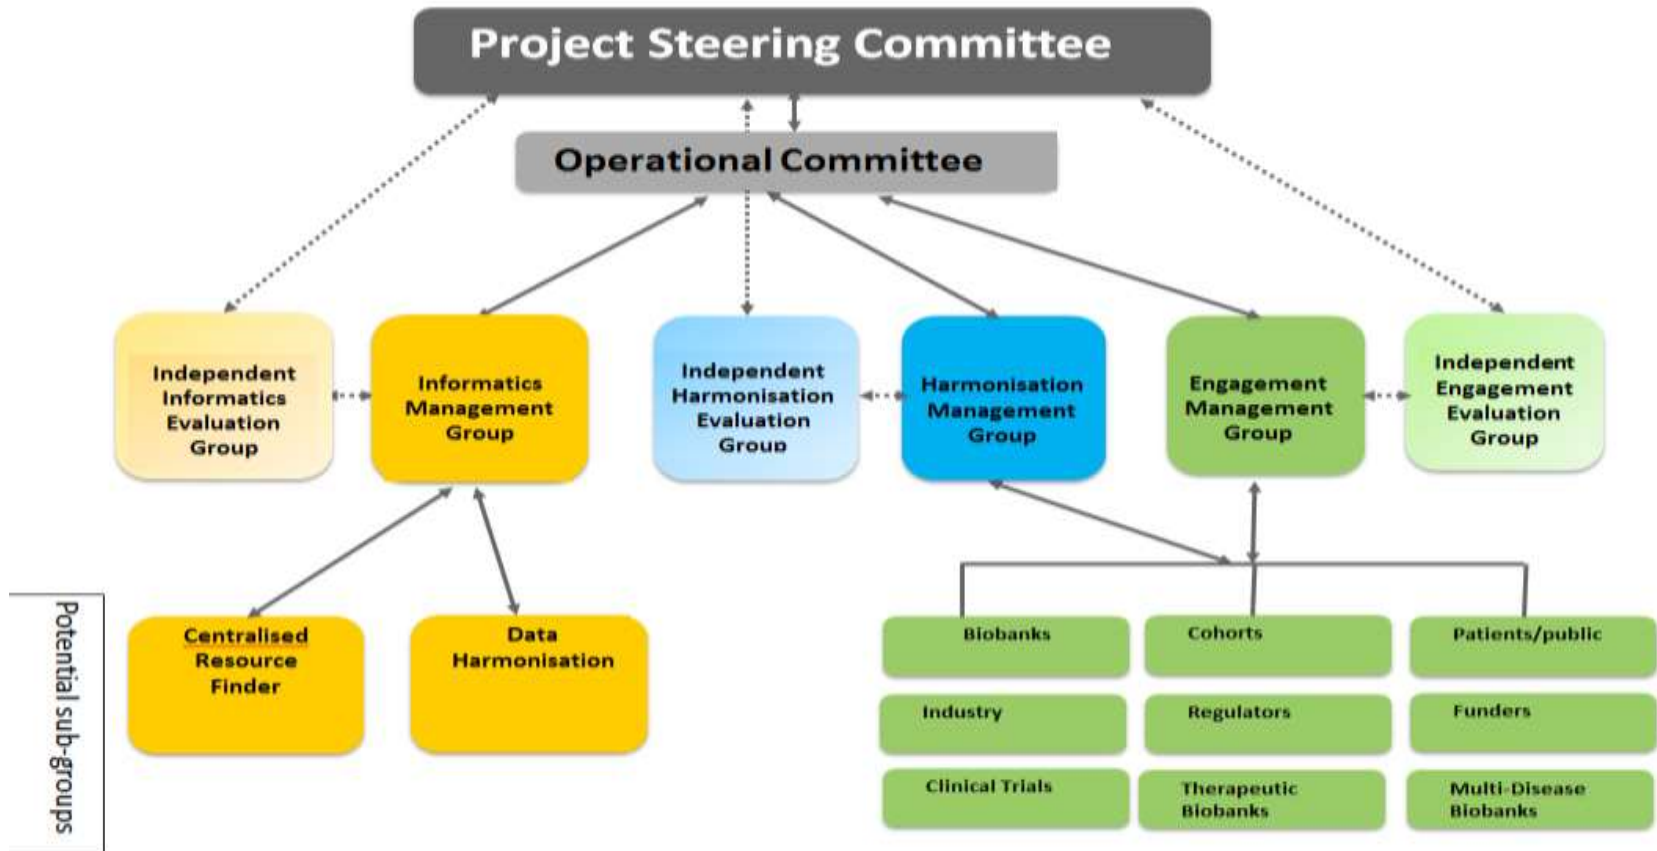 Project Steering Committee
Operational Committee
Independent
Informatics
Evaluation
Group
Informatics
Management
Group
Independent
Harmonisation
Evaluation
Group
Harmonisation
Management
Group
Engagement
Management
Group
Independent
Engagement
Evaluation
Group
Potential sub-groups
Centralised
Resource
Finder
Data
Harmonisation
Biobanks
Cohorts
Patients/public
Industry
Regulators
Funders
Clinical Trials
Therapeutic
Biobanks
Multi-Disease
Biobanks